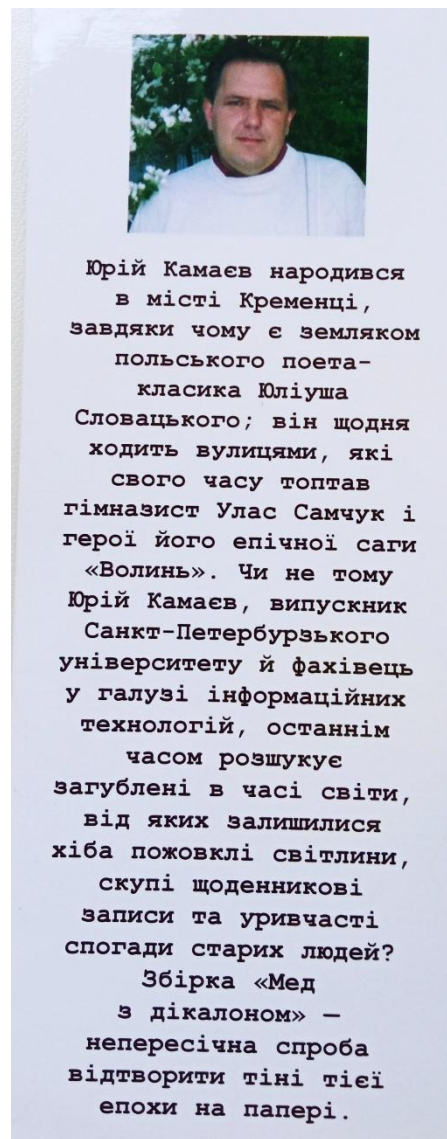 Юрій Камаєв народився
в місті Кременці,
завдяки чому є земляком
польського поета-
класика Юліуша
Словацького; він щодня
ходить вулицями, які
свого часу топтав
гімназист Улас Самчук і
герої його епічної саги
«Волинь». Чи не тому
Юрій Камаєв, випускник
Санкт-Петербурзького
університету й фахівець
у галузі інформаційних
технологій, останнім
часом розшукує
загублені в часі світи,
від яких залишилися
хіба пожовклі світлини,
скупі щоденникові
записи та уривчасті
спогади старих людей?
Збірка «Мед
з дікалоном» —
непересічна спроба
відтворити тіні тієї
епохи на папері.